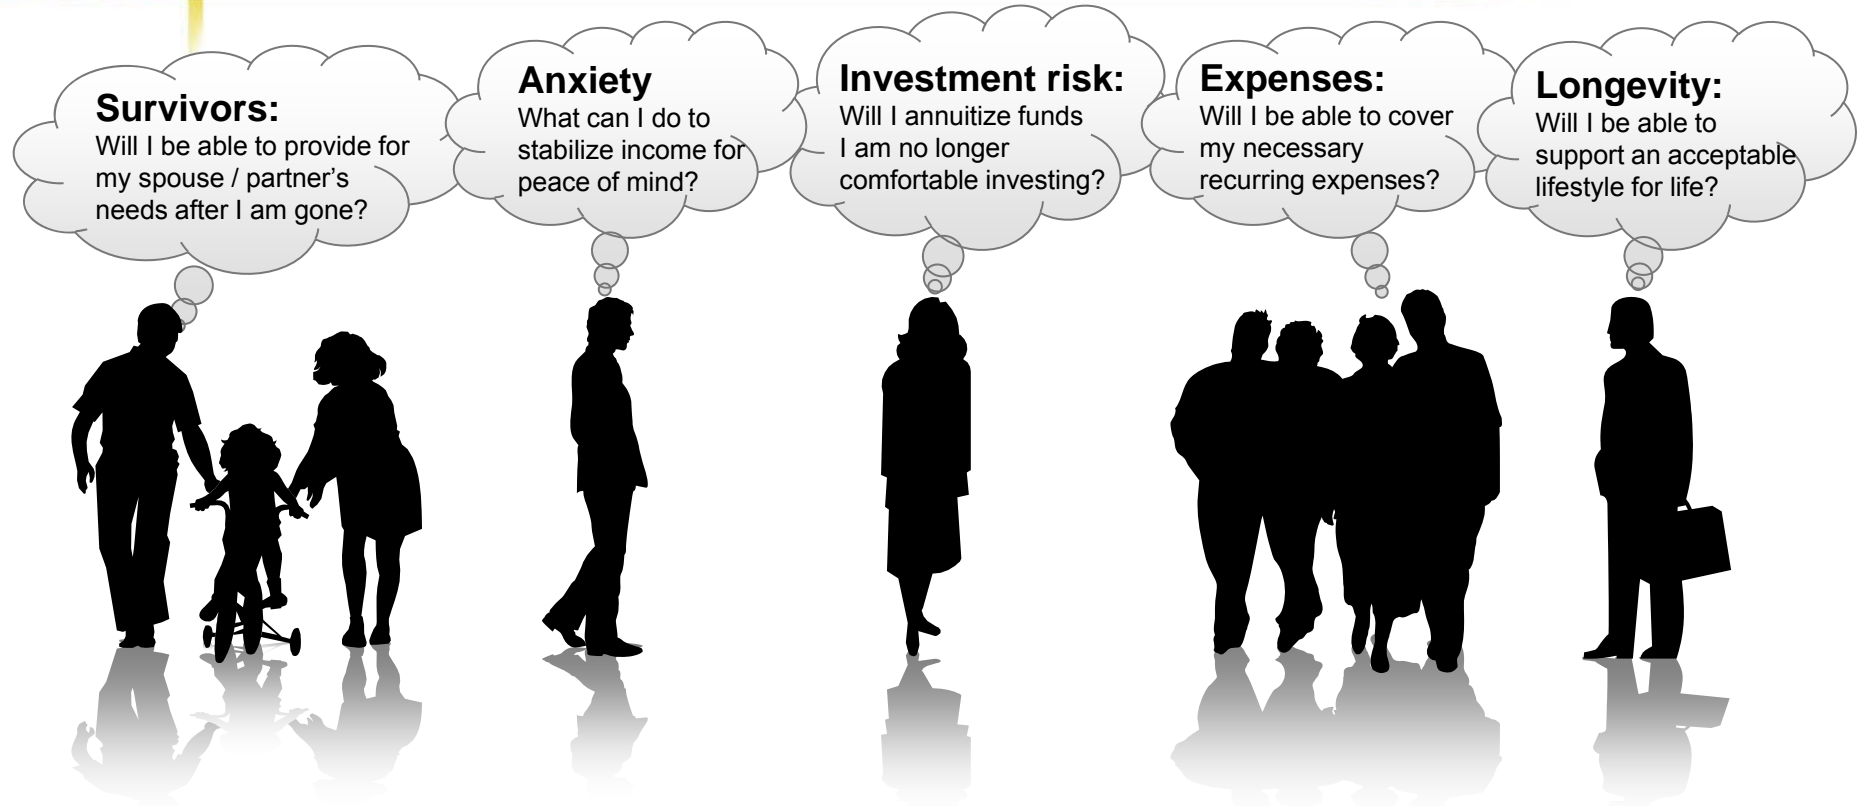 Survivors:
Will I be able to provide for
my spouse / partner's
needs after I am gone?
Anxiety
What can I do to
stabilize income for
peace of mind?
Investment risk:
Will I annuitize funds
I am no longer
comfortable investing?
Expenses:
Will I be able to cover
my necessary
recurring expenses?
Longevity:
Will I be able to
support an acceptable
lifestyle for life?